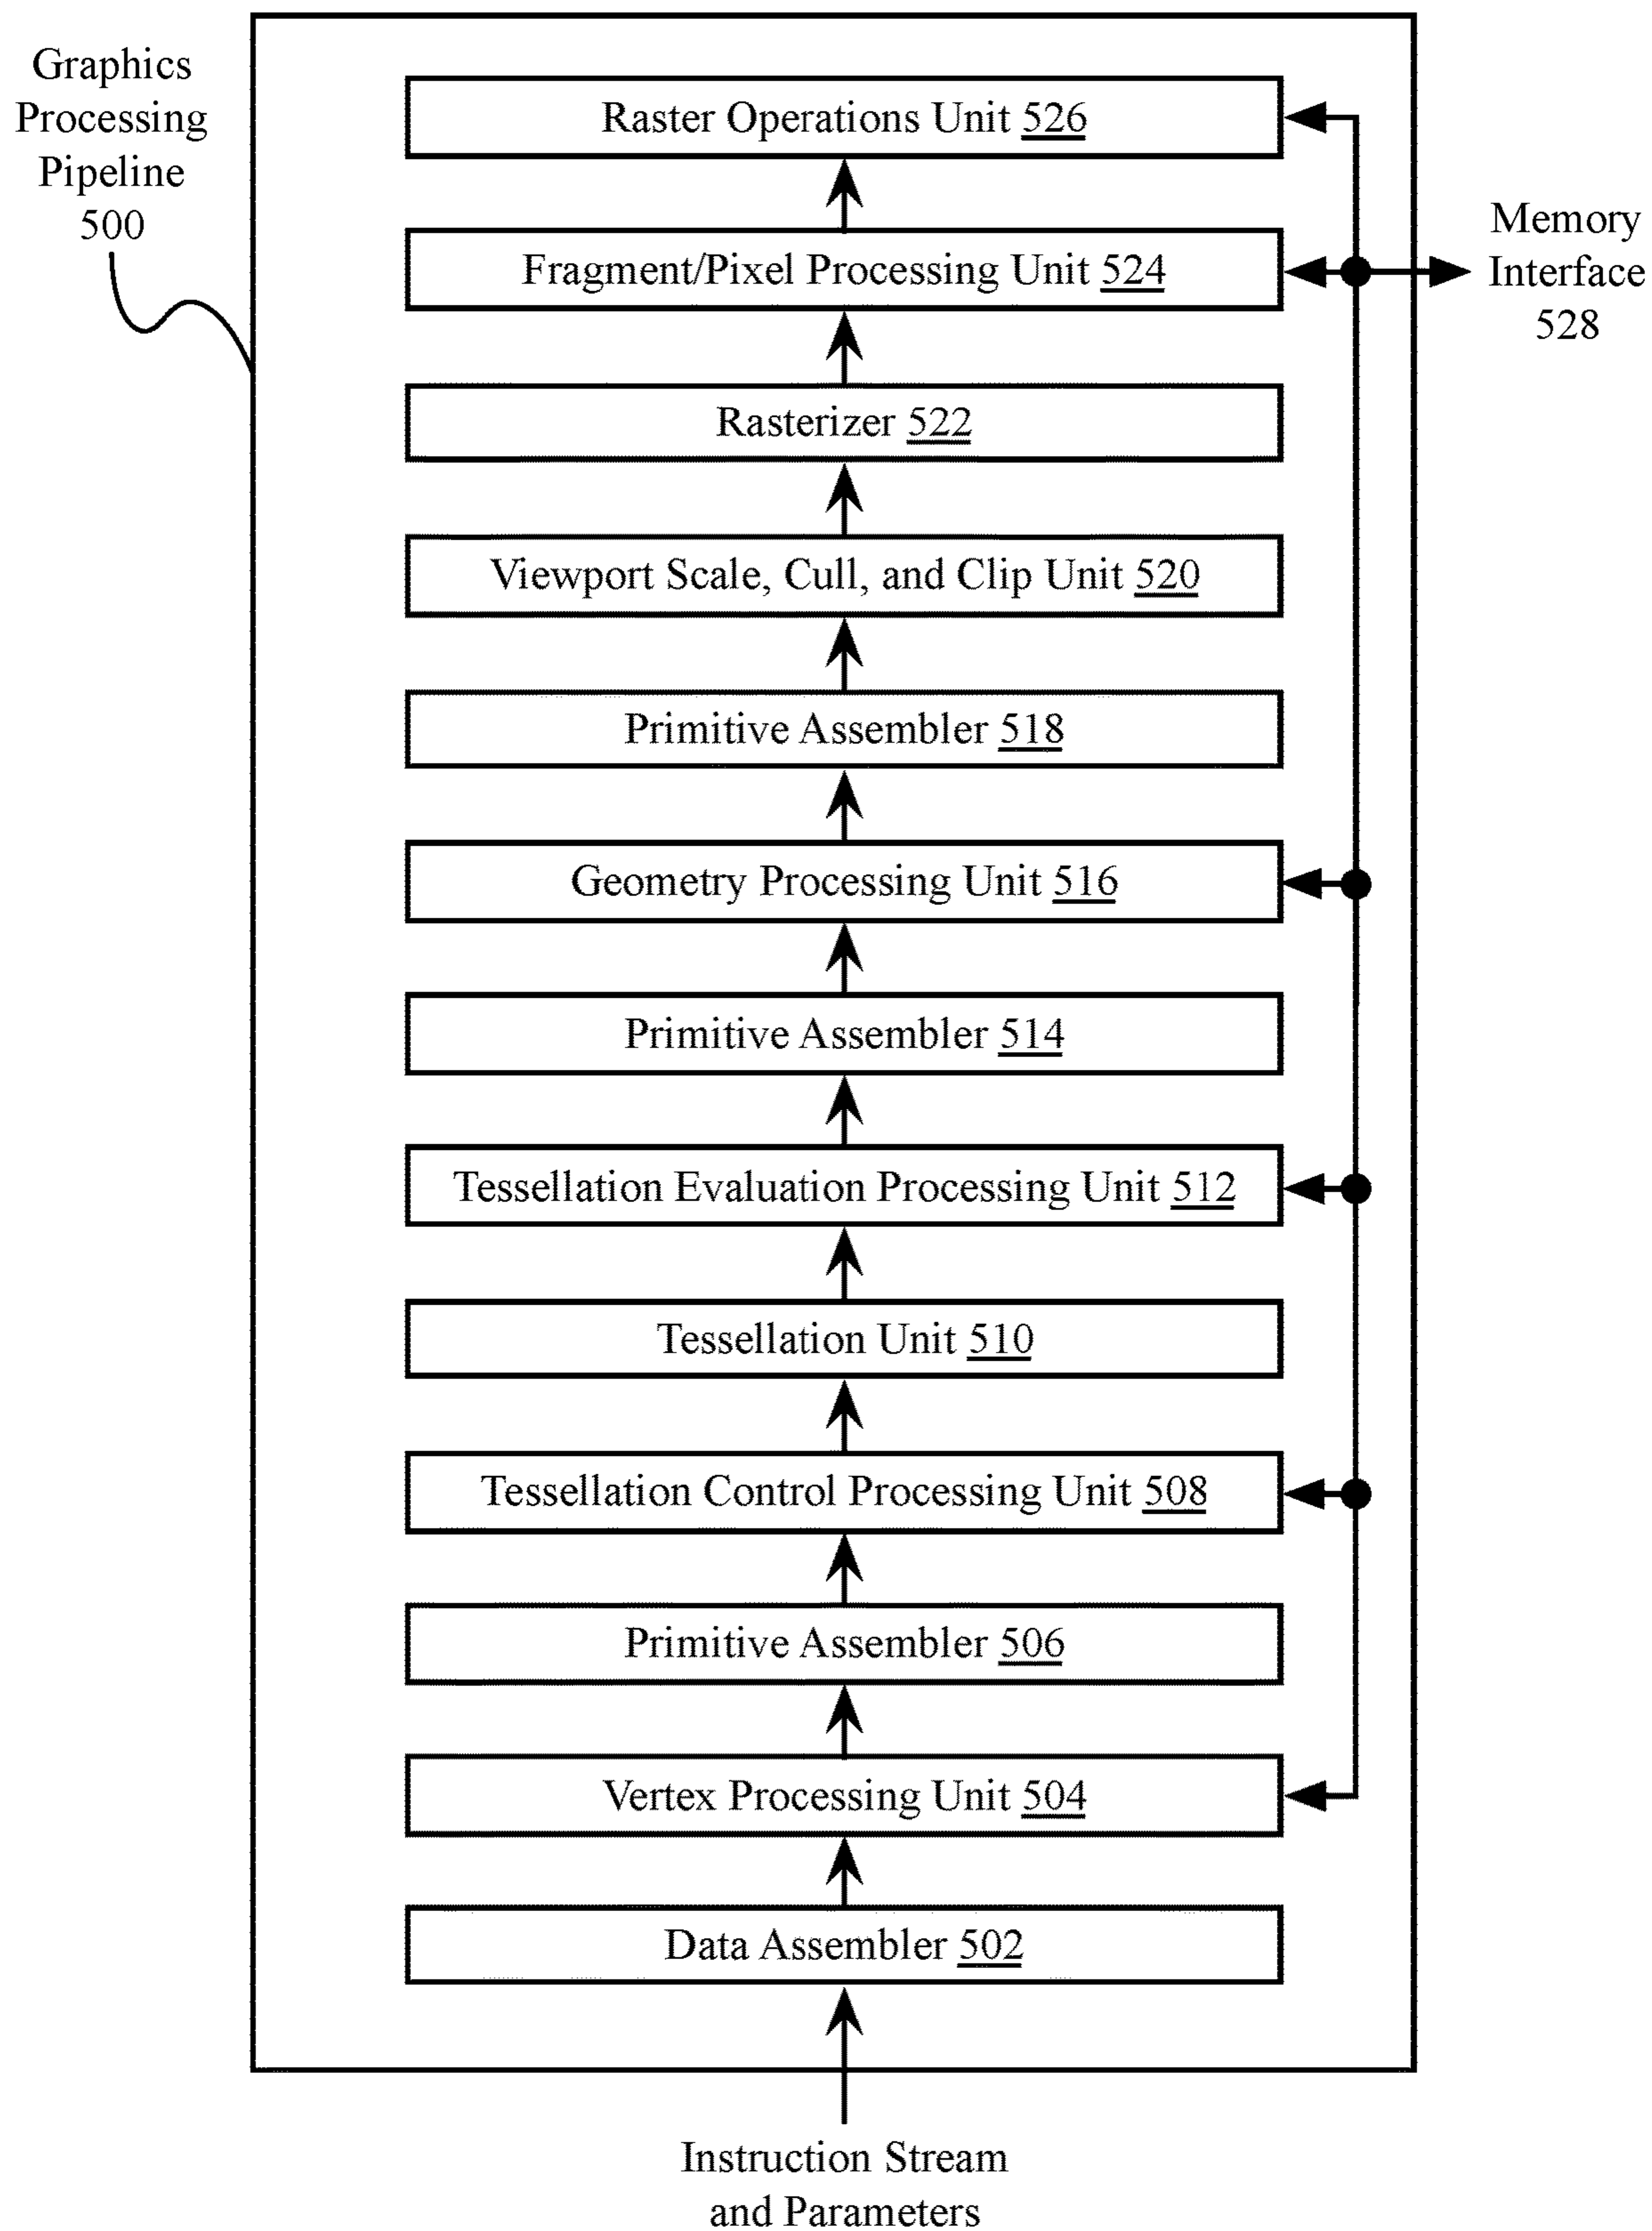 Graphics
Processing
Pipeline
500
Raster Operations Unit 526
Fragment/Pixel Processing Unit 524
Memory
Interface
528
Rasterizer 522
Viewport Scale, Cull, and Clip Unit 520
Primitive Assembler 518
Geometry Processing Unit 516
Primitive Assembler 514
Tessellation Evaluation Processing Unit 512
Tessellation Unit 510
Tessellation Control Processing Unit 508
Primitive Assembler 506
Vertex Processing Unit 504
Data Assembler 502
Instruction Stream
and Parameters